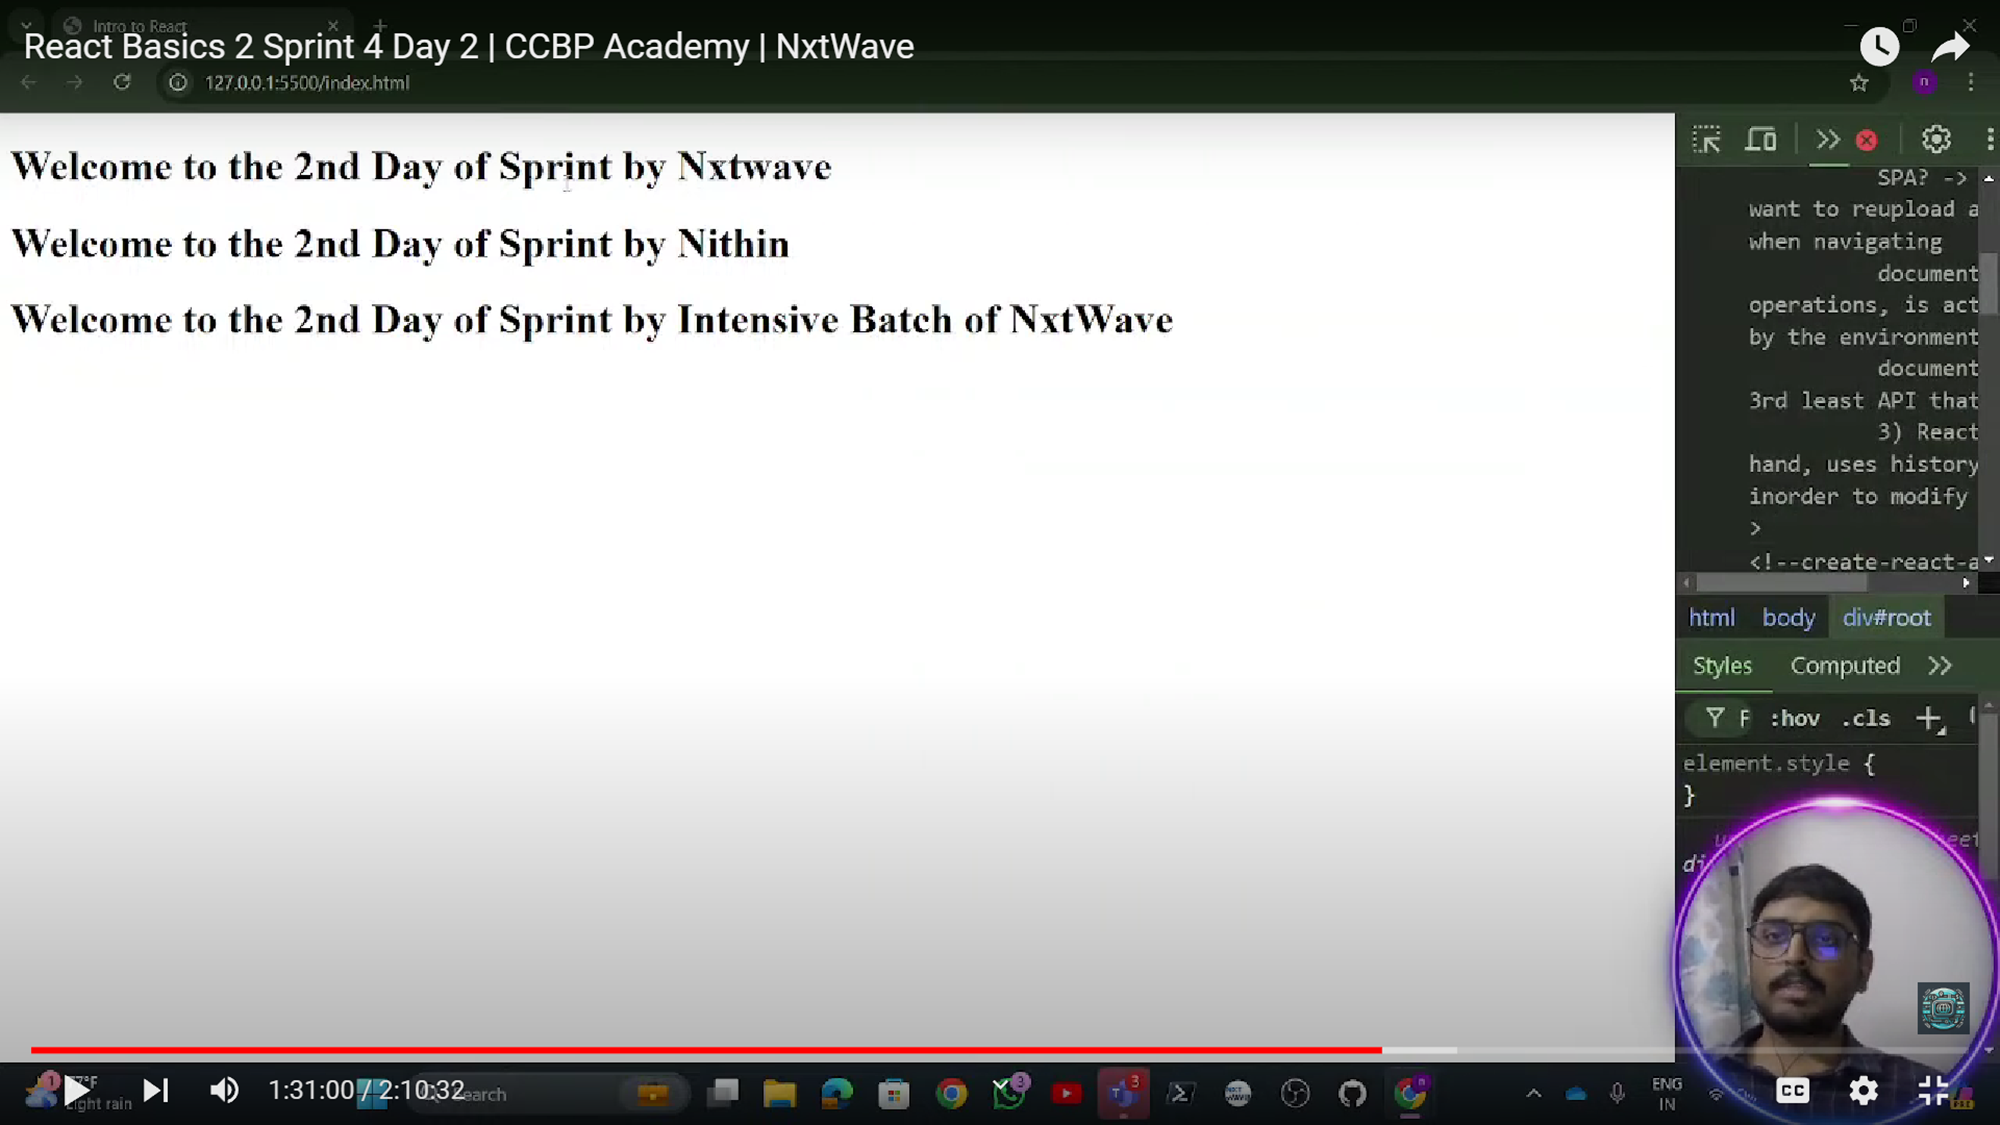 Intro to React
React Basics 2 Sprint 4 Day 2 | CCBP Academy | NxtWave
127.0.0.1:5500/index.html
n
Welcome to the 2nd Day of Sprint by Nxtwave
Welcome to the 2nd Day of Sprint by Nithin
Welcome to the 2nd Day of Sprint by Intensive Batch of NxtWave
SPA? ->
want to reupload a
when navigating
document
operations, is act
by the environment
document
3rd least API that
3) React
hand, uses history
inorder to modify
>
<!--create-react-a
html body div#root
Styles Computed
F :hov .cls
element.style {
}
di
1:31:00 / 2:10:32
1
Light rain
Search
3
3
n
ENG
IN
CC